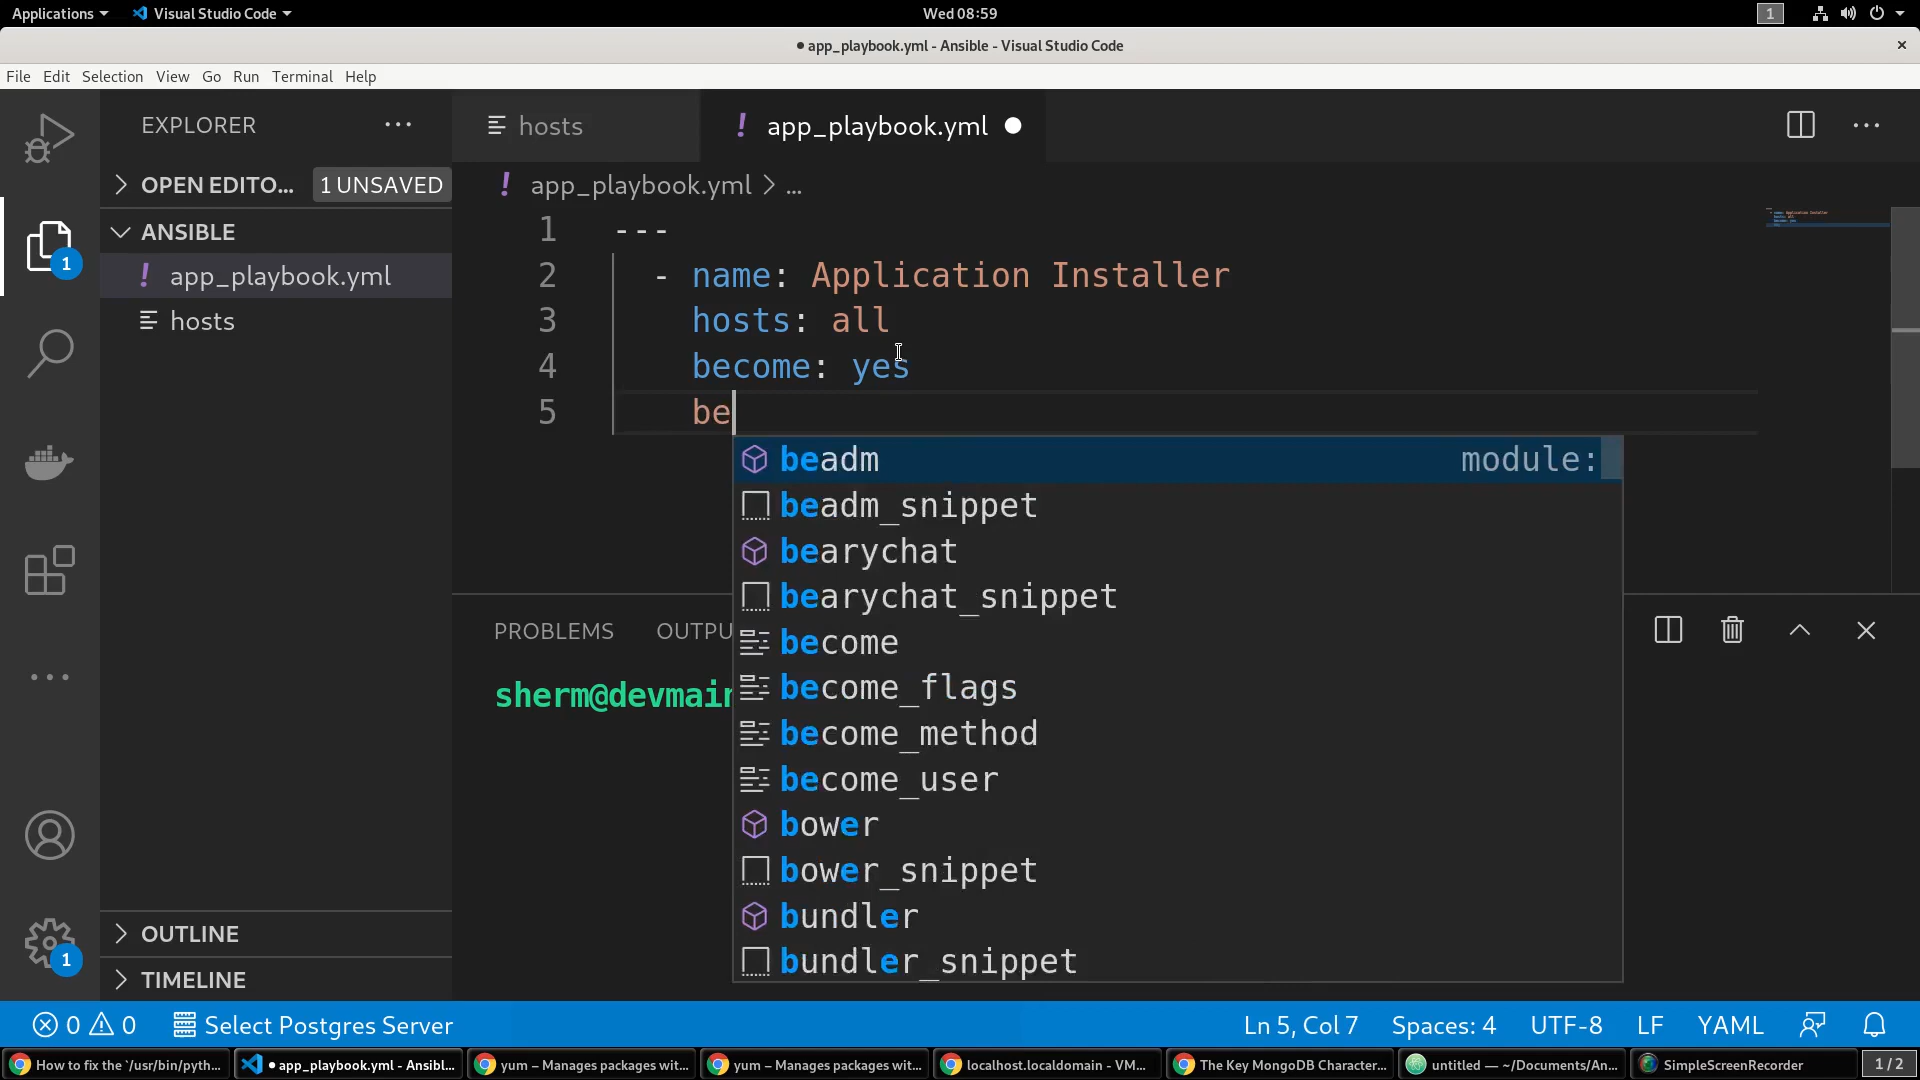 Applications
Visual Studio Code
Wed 08:59
1
● app_playbook.yml - Ansible - Visual Studio Code
File Edit Selection View Go Run Terminal Help
EXPLORER
OPEN EDITO... 1 UNSAVED
ANSIBLE
! app_playbook.yml
hosts
1
OUTLINE
1
TIMELINE
hosts
! app_playbook.yml
! app_playbook.yml > ...
1 ---
2 - name: Application Installer
3 hosts: all
4 become: yes
5 be
beadm module:
beadm_snippet
bearychat
bearychat_snippet
become
become_flags
become_method
become_user
bower
bower_snippet
bundler
bundler_snippet
PROBLEMS OUTPU
sherm@devmain
0 0 Select Postgres Server Ln 5, Col 7 Spaces: 4 UTF-8 LF YAML
How to fix the `/usr/bin/pyth...
● app_playbook.yml - Ansibl...
yum – Manages packages wit...
yum – Manages packages wit...
localhost.localdomain - VM...
The Key MongoDB Character...
untitled — ~/Documents/An...
SimpleScreenRecorder
1 / 2